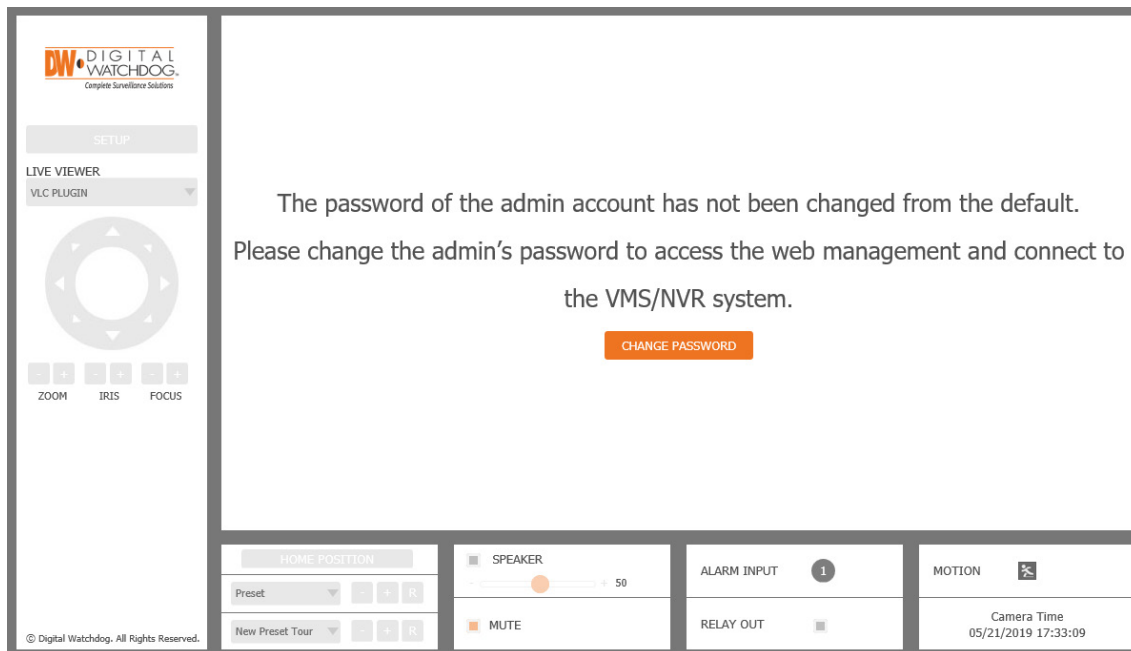 DW DIGITAL
WATCHDOG
Complete Surveillance Solutions
SETUP
LIVE VIEWER
VLC PLUGIN
- + - + - +
ZOOM IRIS FOCUS
© Digital Watchdog. All Rights Reserved.
The password of the admin account has not been changed from the default.
Please change the admin’s password to access the web management and connect to
the VMS/NVR system.
CHANGE PASSWORD
HOME POSITION
Preset - + R
New Preset Tour - + R
SPEAKER
- + 50
MUTE
ALARM INPUT 1
RELAY OUT
MOTION
Camera Time
05/21/2019 17:33:09